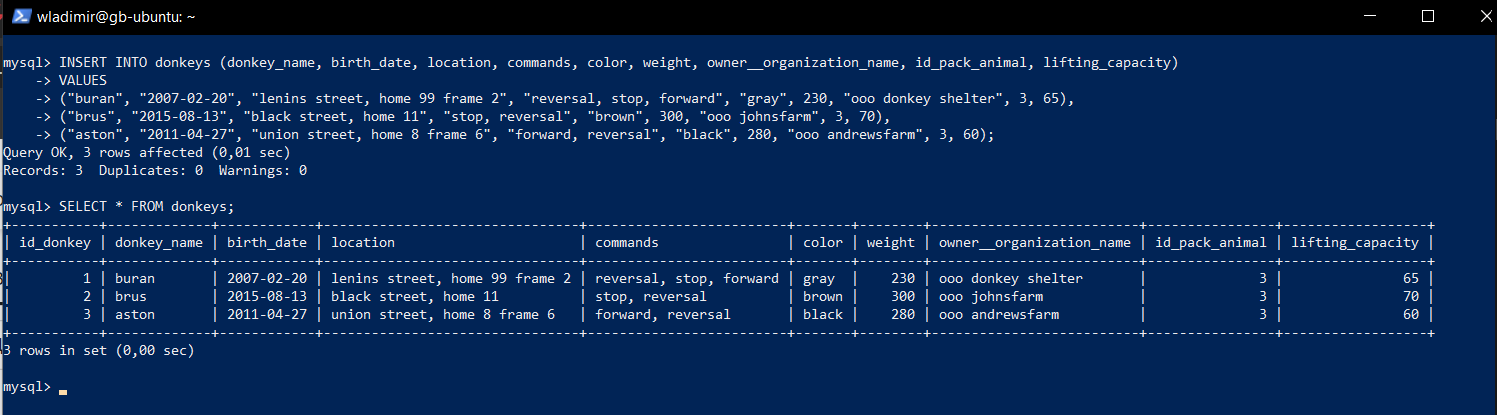 wladimir@gb-ubuntu: ~
mysql> INSERT INTO donkeys (donkey_name, birth_date, location, commands, color, weight, owner__organization_name, id_pack_animal, lifting_capacity)
    -> VALUES
    -> ("buran", "2007-02-20", "lenins street, home 99 frame 2", "reversal, stop, forward", "gray", 230, "ooo donkey shelter", 3, 65),
    -> ("brus", "2015-08-13", "black street, home 11", "stop, reversal", "brown", 300, "ooo johnsfarm", 3, 70),
    -> ("aston", "2011-04-27", "union street, home 8 frame 6", "forward, reversal", "black", 280, "ooo andrewsfarm", 3, 60);
Query OK, 3 rows affected (0,01 sec)
Records: 3  Duplicates: 0  Warnings: 0
mysql> SELECT * FROM donkeys;
+-----------+-------------+------------+--------------------------------+-------------------------+-------+--------+--------------------------+----------------+------------------+
| id_donkey | donkey_name | birth_date | location                       | commands                | color | weight | owner__organization_name | id_pack_animal | lifting_capacity |
+-----------+-------------+------------+--------------------------------+-------------------------+-------+--------+--------------------------+----------------+------------------+
|         1 | buran       | 2007-02-20 | lenins street, home 99 frame 2 | reversal, stop, forward | gray  |    230 | ooo donkey shelter       |              3 |               65 |
|         2 | brus        | 2015-08-13 | black street, home 11          | stop, reversal          | brown |    300 | ooo johnsfarm            |              3 |               70 |
|         3 | aston       | 2011-04-27 | union street, home 8 frame 6   | forward, reversal       | black |    280 | ooo andrewsfarm          |              3 |               60 |
+-----------+-------------+------------+--------------------------------+-------------------------+-------+--------+--------------------------+----------------+------------------+
3 rows in set (0,00 sec)
mysql>